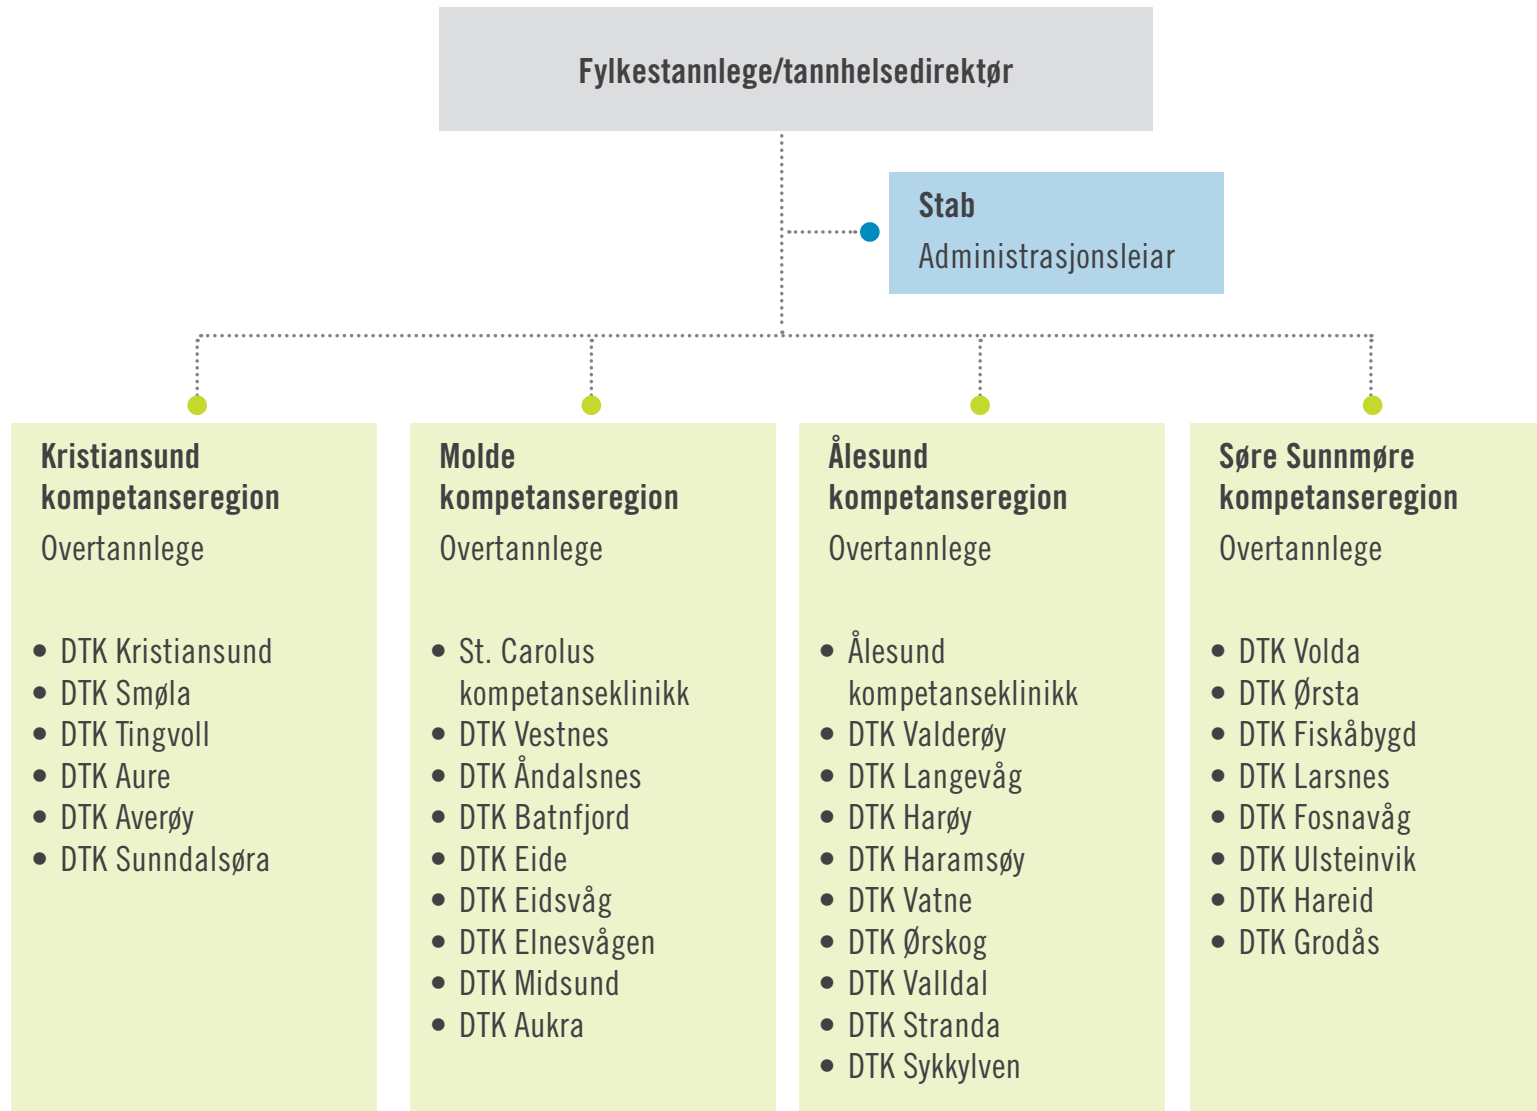 Fylkestannlege/tannhelsedirektør
Stab
Administrasjonsleiar
Kristiansund
kompetanseregion
Overtannlege
• DTK Kristiansund
• DTK Smøla
• DTK Tingvoll
• DTK Aure
• DTK Averøy
• DTK Sunndalsøra
Molde
kompetanseregion
Overtannlege
• St. Carolus
kompetanseklinikk
• DTK Vestnes
• DTK Åndalsnes
• DTK Batnfjord
• DTK Eide
• DTK Eidsvåg
• DTK Elnesvågen
• DTK Midsund
• DTK Aukra
Ålesund
kompetanseregion
Overtannlege
• Ålesund
kompetanseklinikk
• DTK Valderøy
• DTK Langevåg
• DTK Harøy
• DTK Haramsøy
• DTK Vatne
• DTK Ørskog
• DTK Valldal
• DTK Stranda
• DTK Sykkylven
Søre Sunnmøre
kompetanseregion
Overtannlege
• DTK Volda
• DTK Ørsta
• DTK Fiskåbygd
• DTK Larsnes
• DTK Fosnavåg
• DTK Ulsteinvik
• DTK Hareid
• DTK Grodås